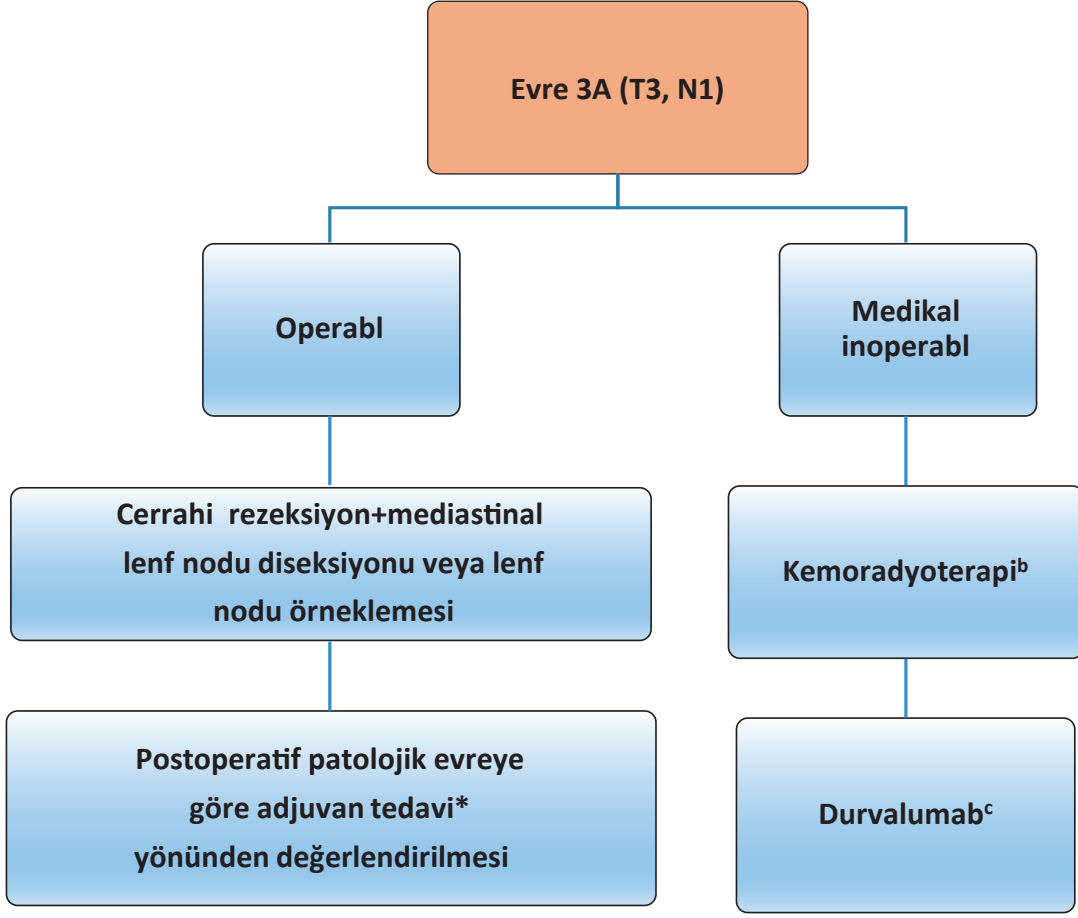 Evre 3A (T3, N1)
Operabl
Medikal
inoperabl
Cerrahi rezeksiyon+mediastinal
lenf nodu diseksiyonu veya lenf
nodu örneklemesi
Kemoradyoterapiᵇ
Postoperatif patolojik evreye
göre adjuvan tedavi*
yönünden değerlendirilmesi
Durvalumabᶜ